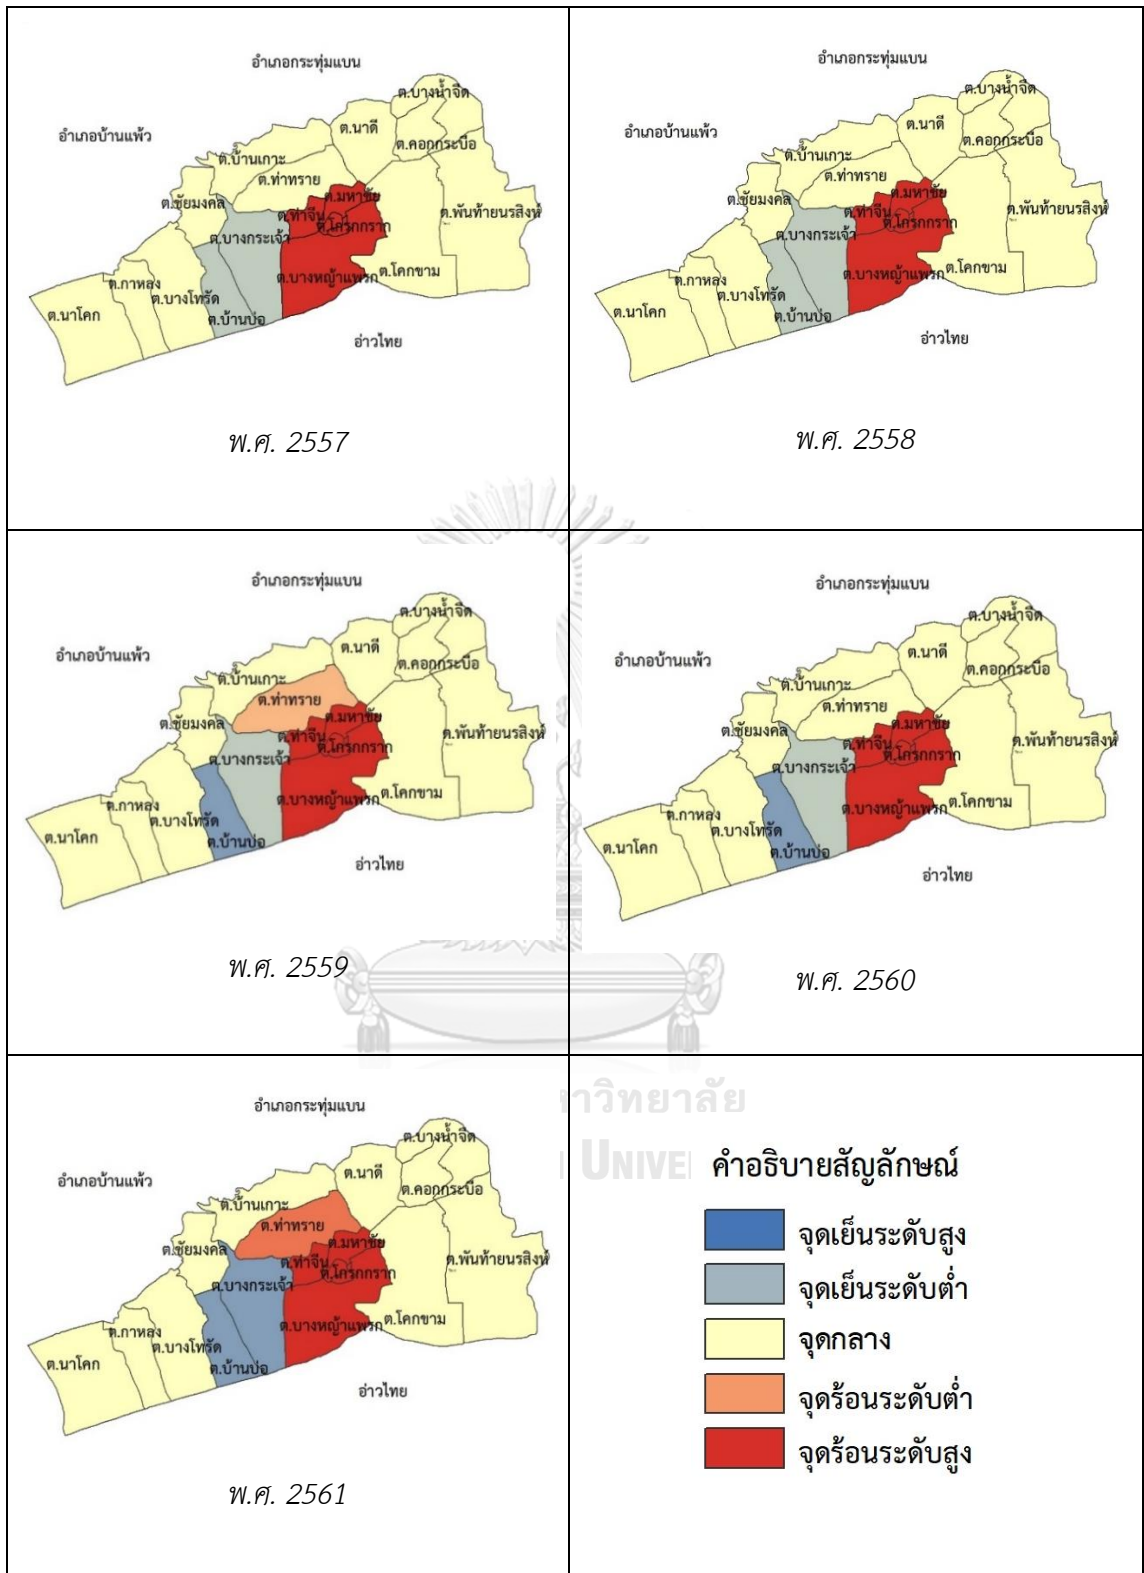 อำเภอกระทุ่มแบน
อำเภอบ้านแพ้ว
ต.บางน้ำจืด
ต.นาดี
ต.คอกกระบือ
ต.บ้านเกาะ
ต.ท่าทราย
ต.ชัยมงคล
ต.มหาชัย
ต.ท่าจีน
ต.โกรกกราก
ต.พันท้ายนรสิงห์
ต.บางกระเจ้า
ต.กาหลง
ต.บางโทรัด
ต.บางหญ้าแพรก
ต.โคกขาม
ต.นาโคก
ต.บ้านบ่อ
อ่าวไทย
พ.ศ. 2557
อำเภอกระทุ่มแบน
อำเภอบ้านแพ้ว
ต.บางน้ำจืด
ต.นาดี
ต.คอกกระบือ
ต.บ้านเกาะ
ต.ท่าทราย
ต.ชัยมงคล
ต.มหาชัย
ต.ท่าจีน
ต.โกรกกราก
ต.พันท้ายนรสิงห์
ต.บางกระเจ้า
ต.กาหลง
ต.บางโทรัด
ต.บางหญ้าแพรก
ต.โคกขาม
ต.นาโคก
ต.บ้านบ่อ
อ่าวไทย
พ.ศ. 2558
อำเภอกระทุ่มแบน
อำเภอบ้านแพ้ว
ต.บางน้ำจืด
ต.นาดี
ต.คอกกระบือ
ต.บ้านเกาะ
ต.ท่าทราย
ต.ชัยมงคล
ต.มหาชัย
ต.ท่าจีน
ต.โกรกกราก
ต.พันท้ายนรสิงห์
ต.บางกระเจ้า
ต.กาหลง
ต.บางโทรัด
ต.บางหญ้าแพรก
ต.โคกขาม
ต.นาโคก
ต.บ้านบ่อ
อ่าวไทย
พ.ศ. 2559
อำเภอกระทุ่มแบน
อำเภอบ้านแพ้ว
ต.บางน้ำจืด
ต.นาดี
ต.คอกกระบือ
ต.บ้านเกาะ
ต.ท่าทราย
ต.ชัยมงคล
ต.มหาชัย
ต.ท่าจีน
ต.โกรกกราก
ต.พันท้ายนรสิงห์
ต.บางกระเจ้า
ต.กาหลง
ต.บางโทรัด
ต.บางหญ้าแพรก
ต.โคกขาม
ต.นาโคก
ต.บ้านบ่อ
อ่าวไทย
พ.ศ. 2560
อำเภอกระทุ่มแบน
อำเภอบ้านแพ้ว
ต.บางน้ำจืด
ต.นาดี
ต.คอกกระบือ
ต.บ้านเกาะ
ต.ท่าทราย
ต.ชัยมงคล
ต.มหาชัย
ต.ท่าจีน
ต.โกรกกราก
ต.พันท้ายนรสิงห์
ต.บางกระเจ้า
ต.กาหลง
ต.บางโทรัด
ต.บางหญ้าแพรก
ต.โคกขาม
ต.นาโคก
ต.บ้านบ่อ
อ่าวไทย
พ.ศ. 2561
าวิทยาลัย
UNIVE
คำอธิบายสัญลักษณ์
จุดเย็นระดับสูง
จุดเย็นระดับต่ำ
จุดกลาง
จุดร้อนระดับต่ำ
จุดร้อนระดับสูง